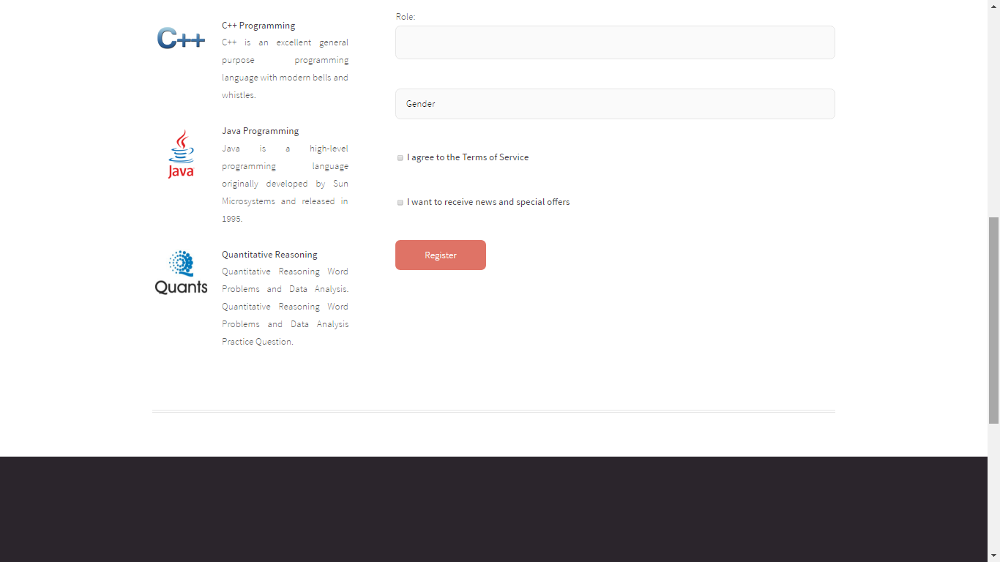 C++
C++ Programming
C++ is an excellent general
purpose programming
language with modern bells and
whistles.
Java
Java Programming
Java is a high-level
programming language
originally developed by Sun
Microsystems and released in
1995.
Quants
Quantitative Reasoning
Quantitative Reasoning Word
Problems and Data Analysis.
Quantitative Reasoning Word
Problems and Data Analysis
Practice Question.
Role:
Gender
I agree to the Terms of Service
I want to receive news and special offers
Register